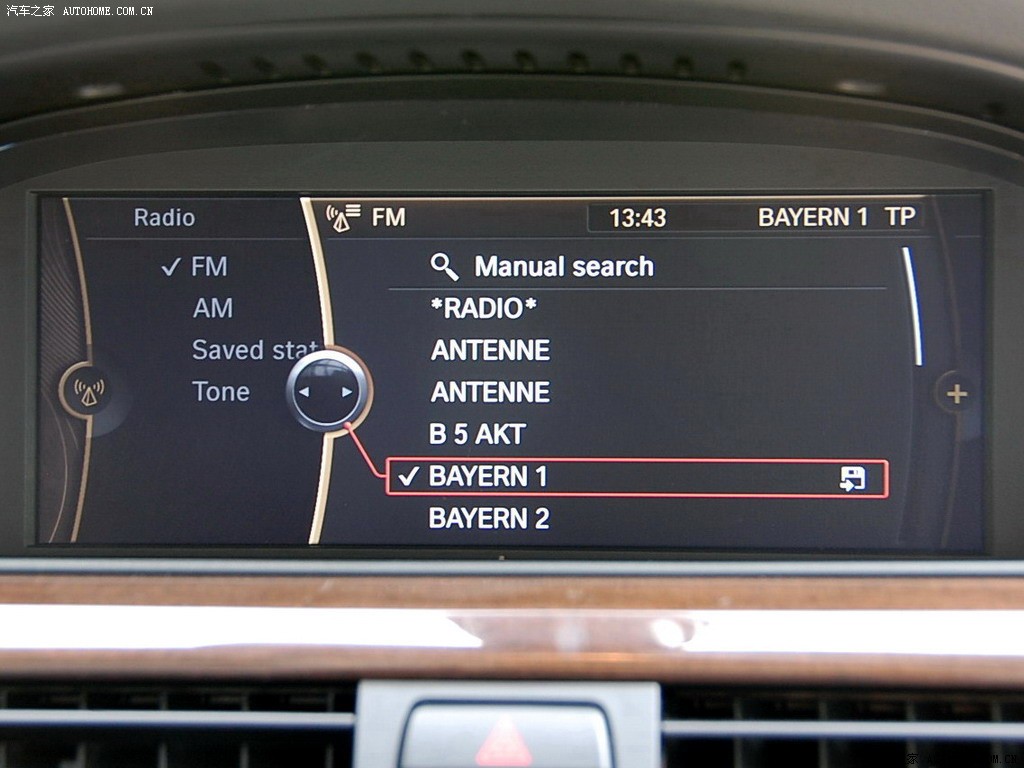 汽车之家 AUTOHOME.COM.CN
Radio
FM
AM
Saved stat
Tone
FM 13:43 BAYERN 1 TP
Manual search
*RADIO*
ANTENNE
ANTENNE
B 5 AKT
BAYERN 1
BAYERN 2